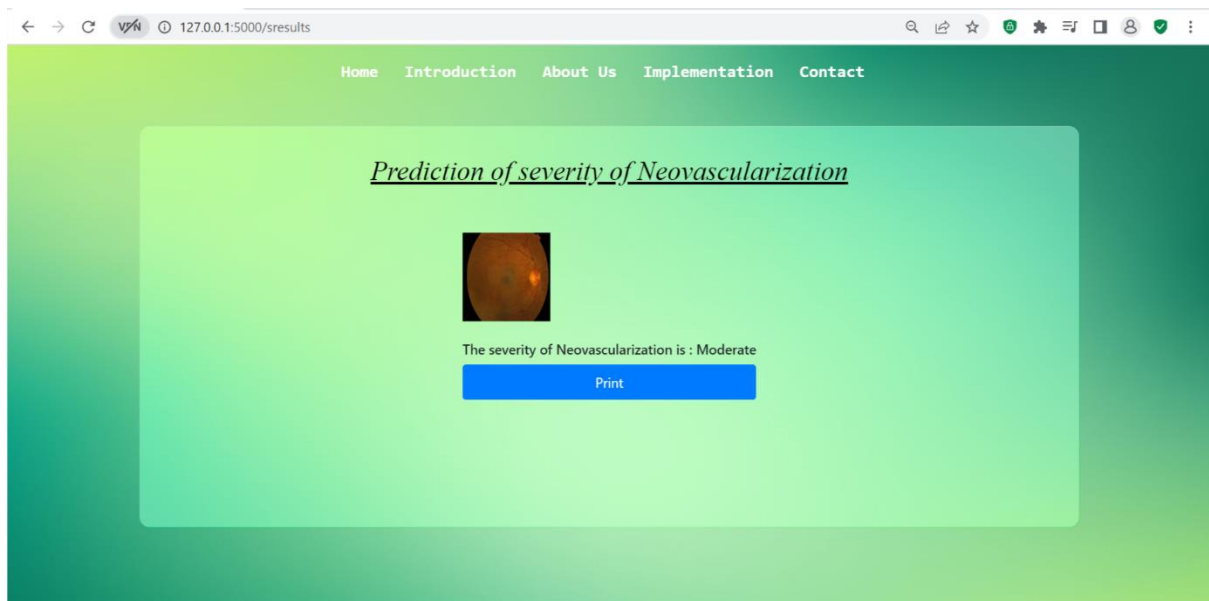 VPN 127.0.0.1:5000/sresults
Home Introduction About Us Implementation Contact
Prediction of severity of Neovascularization
The severity of Neovascularization is : Moderate
Print